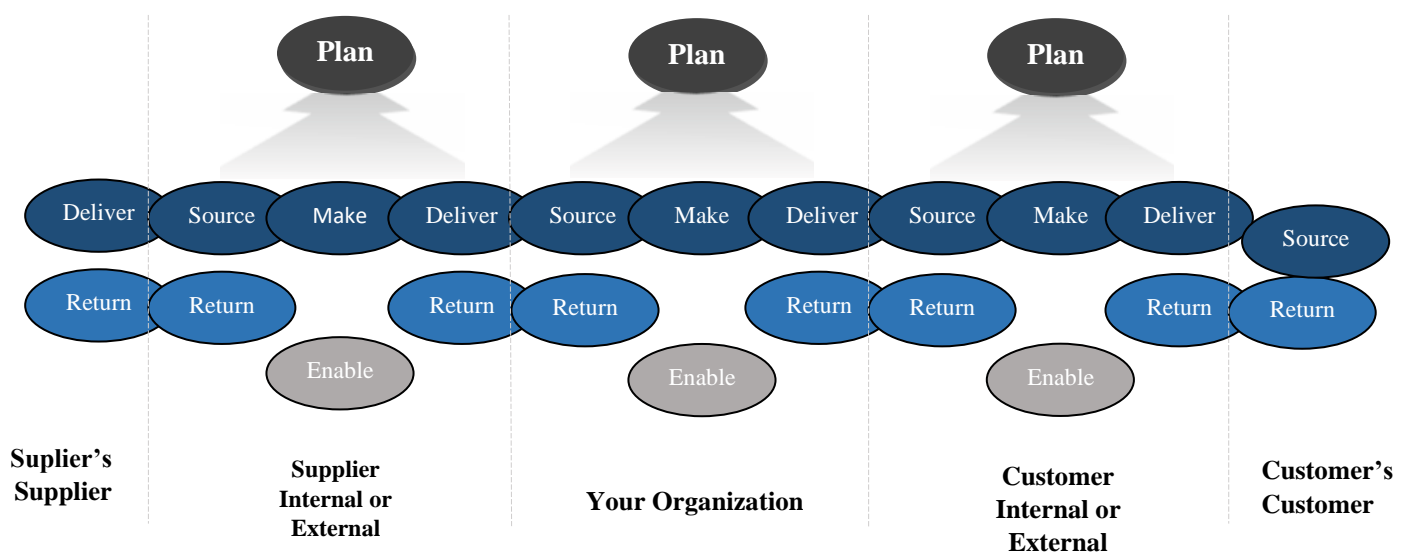 Plan
Plan
Plan
Deliver
Source
Make
Deliver
Source
Make
Deliver
Source
Make
Deliver
Source
Return
Return
Return
Return
Return
Return
Return
Return
Enable
Enable
Enable
Suplier's
Supplier
Supplier
Internal or
External
Your Organization
Customer
Internal or
External
Customer's
Customer